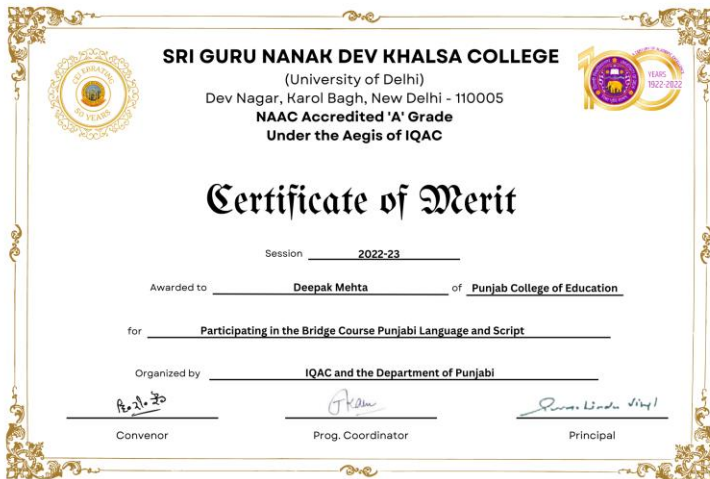 SRI GURU NANAK DEV KHALSA COLLEGE
(University of Delhi)
Dev Nagar, Karol Bagh, New Delhi - 110005
NAAC Accredited 'A' Grade
Under the Aegis of IQAC
CELEBRATING
50 YEARS
YEARS
1922-2022
Certificate of Merit
Session 2022-23
Awarded to Deepak Mehta of Punjab College of Education
for Participating in the Bridge Course Punjabi Language and Script
Organized by IQAC and the Department of Punjabi
Convenor Prog. Coordinator Principal